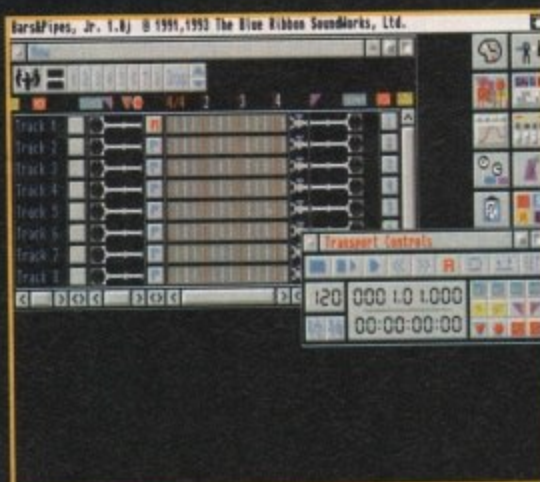 Bars&Pipes, Jr. 1.0j © 1991,1993 The Blue Ribbon SoundWorks, Ltd.
4/4 2 3 4
Track 1 R
Track 2 P
Track 3 P
Track 4 P
Track 5 P
Track 6 P
Track 7 P
Track 8 P
Transport Controls
120 000 1.01.000
00:00:00:00